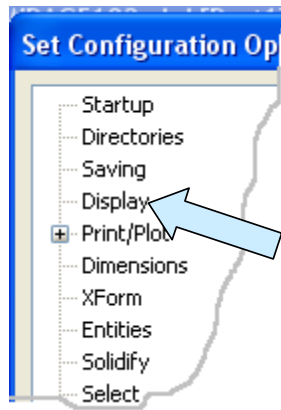 Set Configuration Op
Startup
Directories
Saving
Display
Print/Plot
Dimensions
XForm
Entities
Solidify
Select